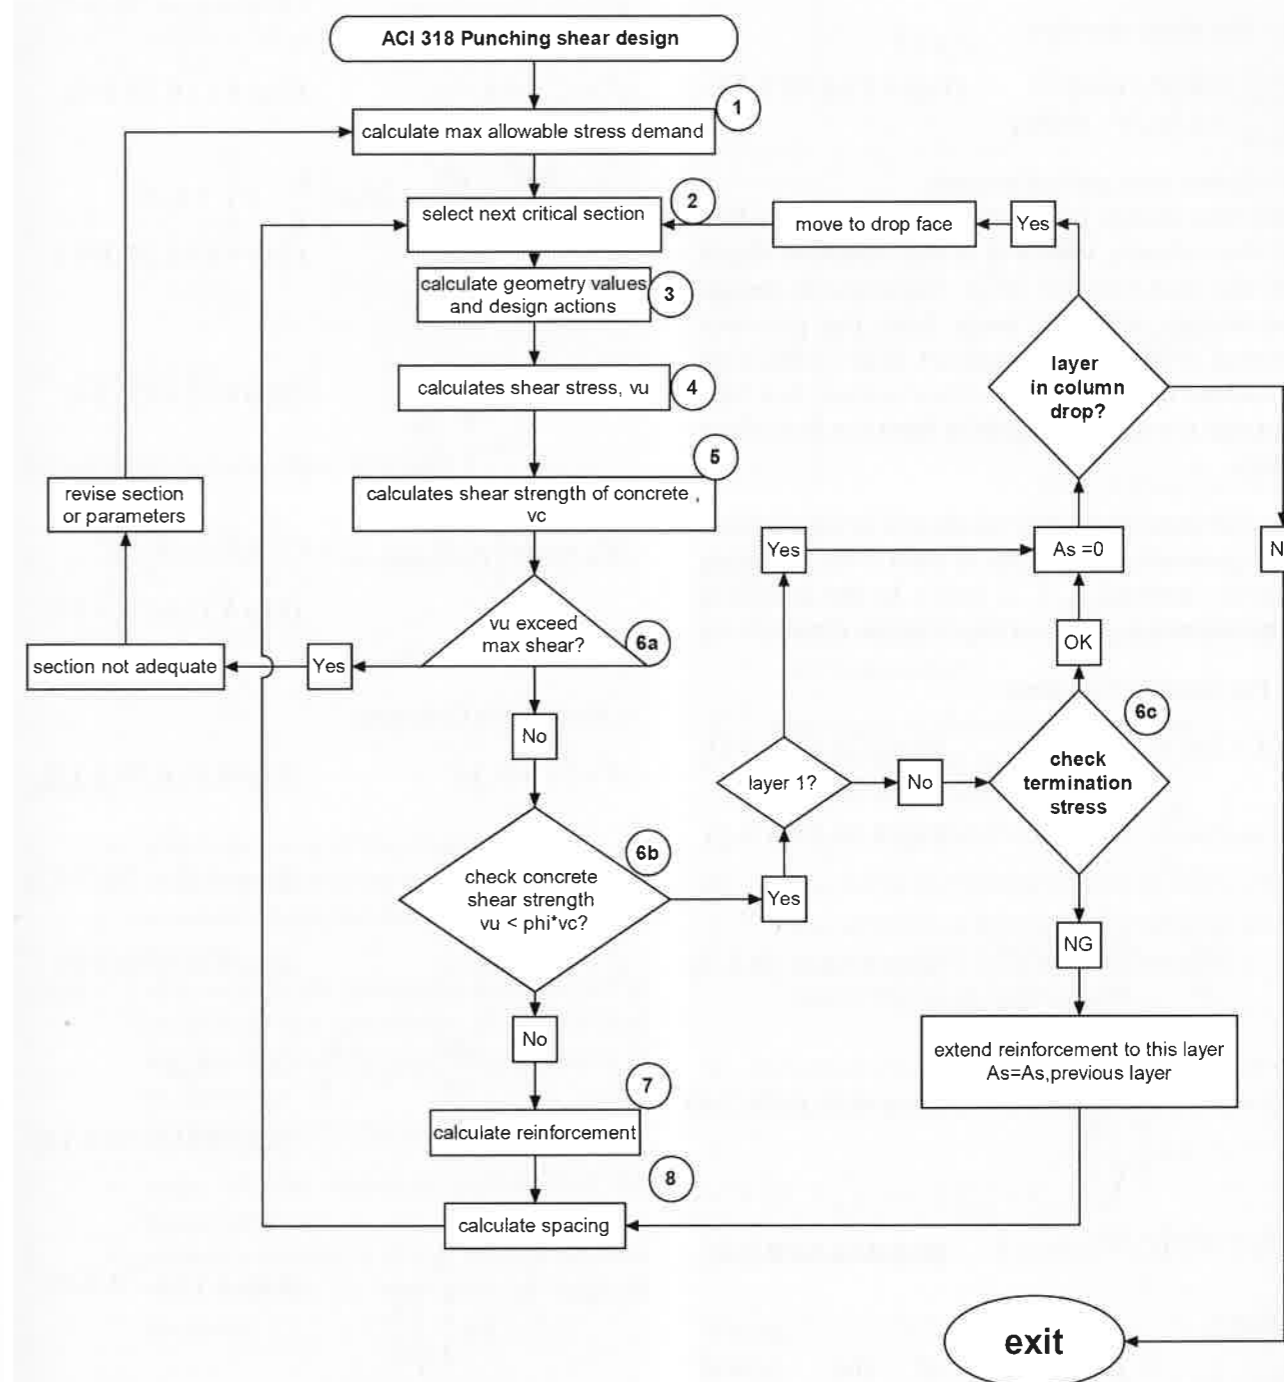 ACI 318 Punching shear design
1
calculate max allowable stress demand
2
select next critical section
move to drop face
Yes
calculate geometry values
and design actions
3
layer
in column
drop?
calculates shear stress, vu
4
5
calculates shear strength of concrete ,
vc
revise section
or parameters
Yes
As =0
N
vu exceed
max shear?
6a
section not adequate
Yes
OK
No
6c
check
termination
stress
layer 1?
No
6b
check concrete
shear strength
vu < phi*vc?
Yes
NG
No
extend reinforcement to this layer
As=As,previous layer
7
calculate reinforcement
8
calculate spacing
exit